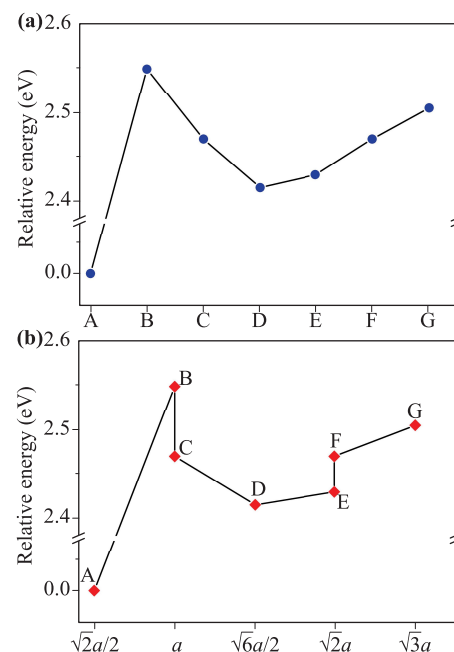 (a)
2.6
2.5
2.4
0.0
Relative energy (eV)
A B C D E F G
(b)
2.6
2.5
2.4
0.0
Relative energy (eV)
A
B
C
D
E
F
G
√2a/2 a √6a/2 √2a √3a